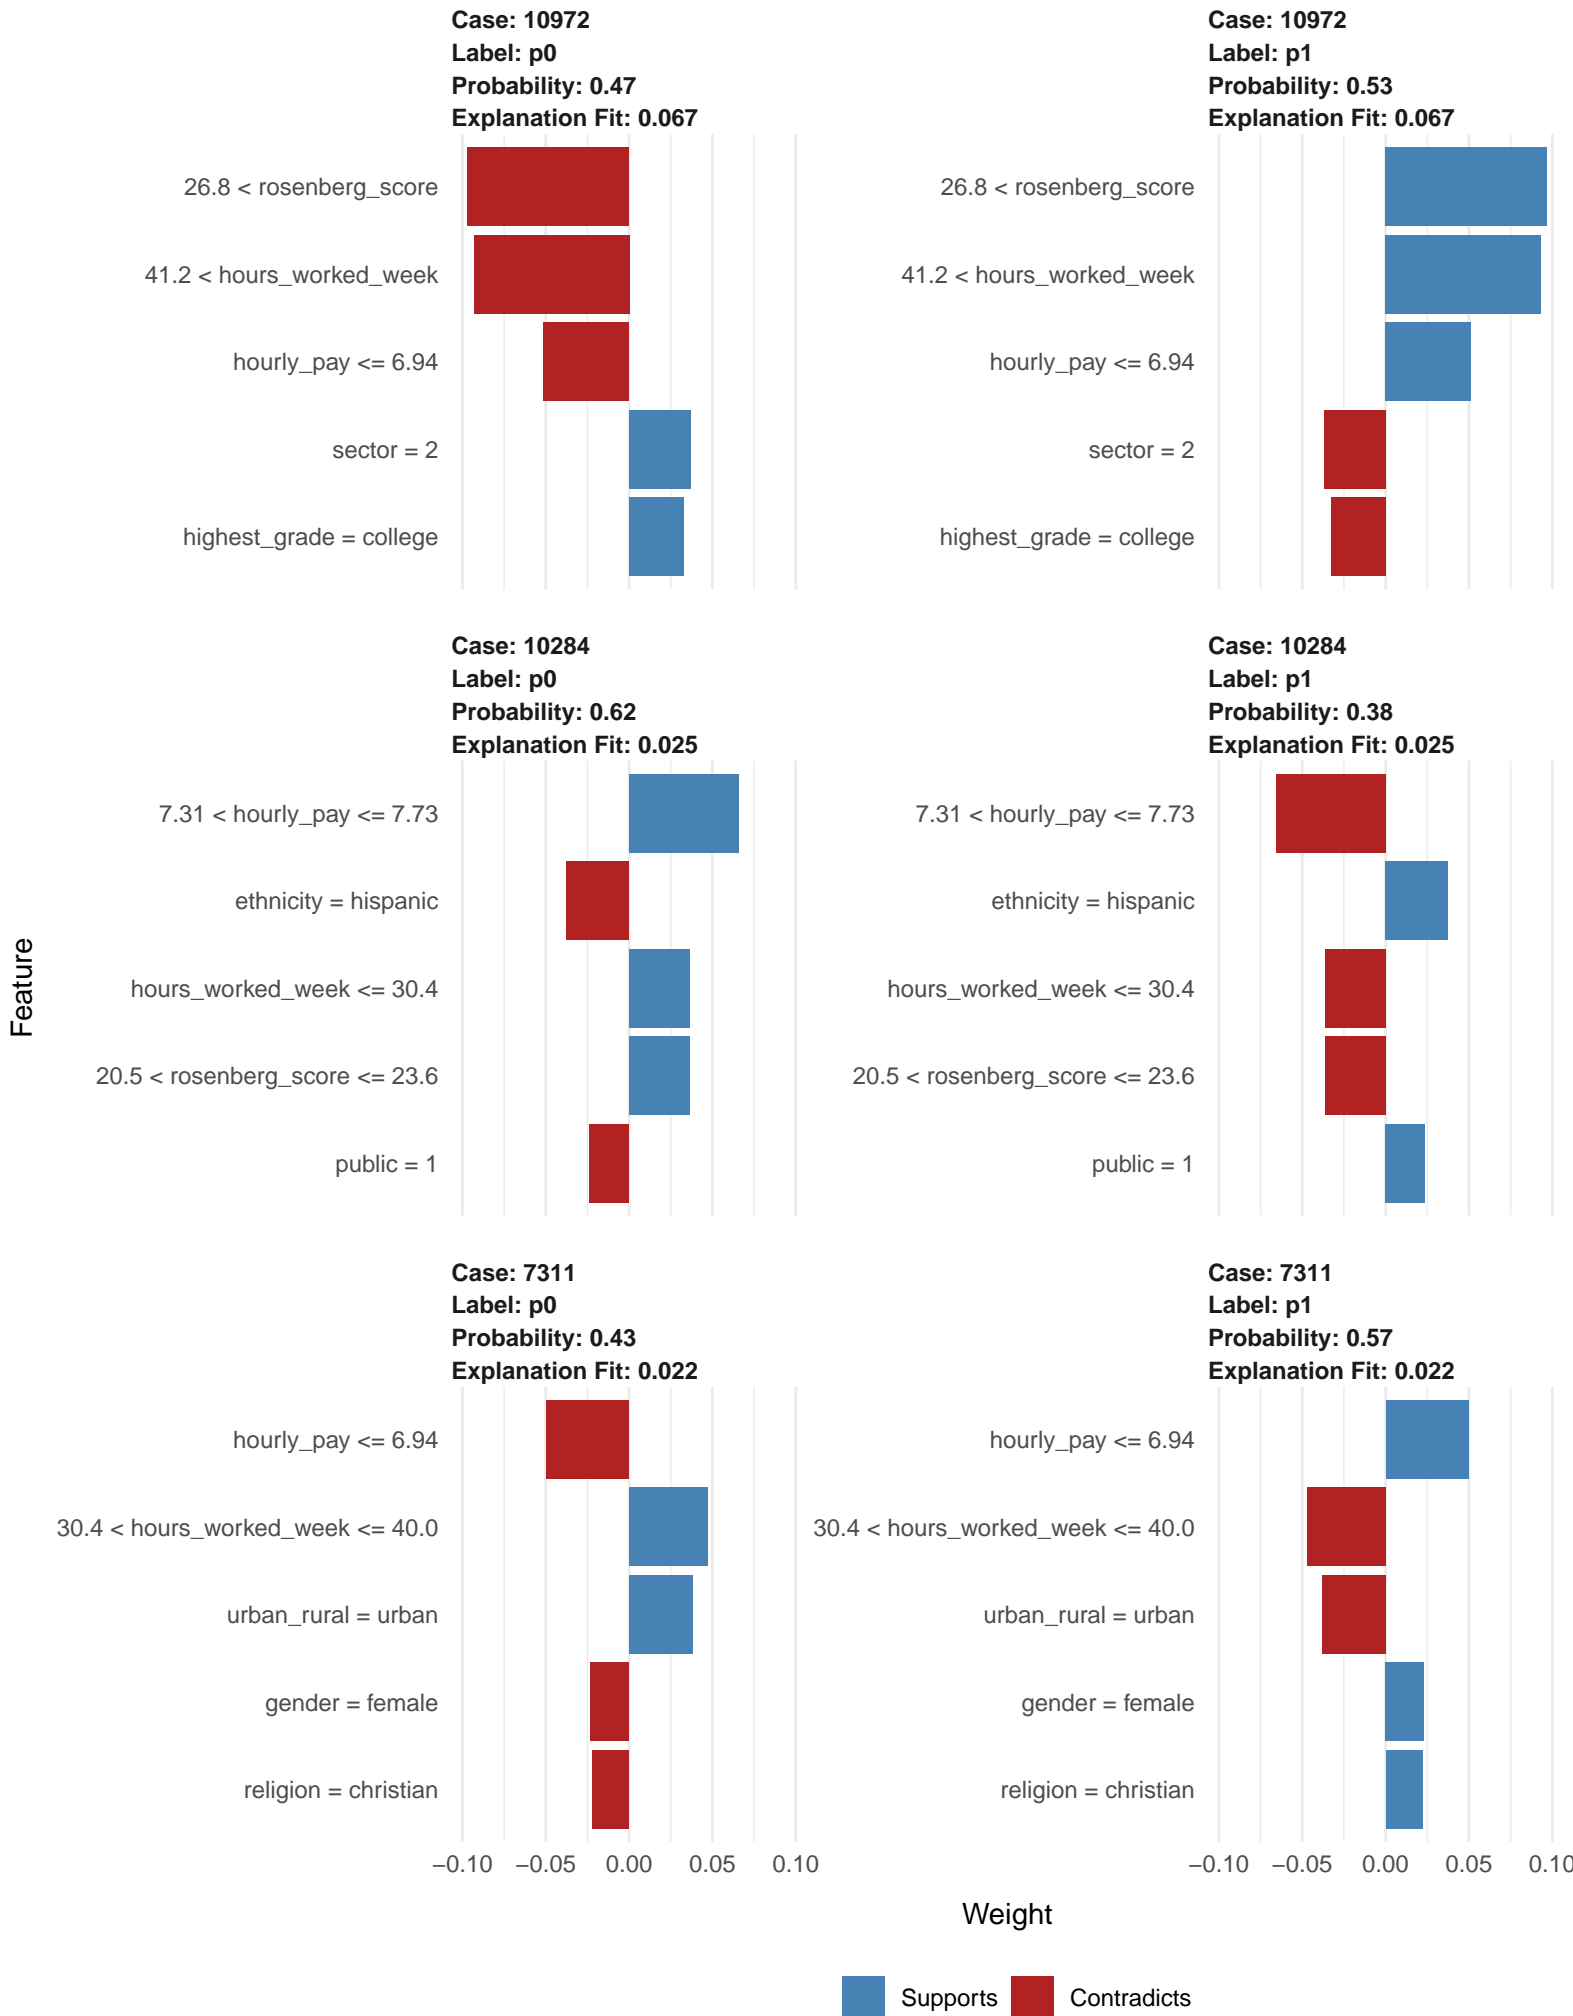 Case: 10972
Label: p0
Probability: 0.47
Explanation Fit: 0.067
26.8 < rosenberg_score
41.2 < hours_worked_week
hourly_pay <= 6.94
sector = 2
highest_grade = college
Case: 10972
Label: p1
Probability: 0.53
Explanation Fit: 0.067
26.8 < rosenberg_score
41.2 < hours_worked_week
hourly_pay <= 6.94
sector = 2
highest_grade = college
Case: 10284
Label: p0
Probability: 0.62
Explanation Fit: 0.025
7.31 < hourly_pay <= 7.73
ethnicity = hispanic
hours_worked_week <= 30.4
20.5 < rosenberg_score <= 23.6
public = 1
Case: 10284
Label: p1
Probability: 0.38
Explanation Fit: 0.025
7.31 < hourly_pay <= 7.73
ethnicity = hispanic
hours_worked_week <= 30.4
20.5 < rosenberg_score <= 23.6
public = 1
Case: 7311
Label: p0
Probability: 0.43
Explanation Fit: 0.022
hourly_pay <= 6.94
30.4 < hours_worked_week <= 40.0
urban_rural = urban
gender = female
religion = christian
−0.10 −0.05 0.00 0.05 0.10
Case: 7311
Label: p1
Probability: 0.57
Explanation Fit: 0.022
hourly_pay <= 6.94
30.4 < hours_worked_week <= 40.0
urban_rural = urban
gender = female
religion = christian
−0.10 −0.05 0.00 0.05 0.10
Feature
Weight
Supports Contradicts